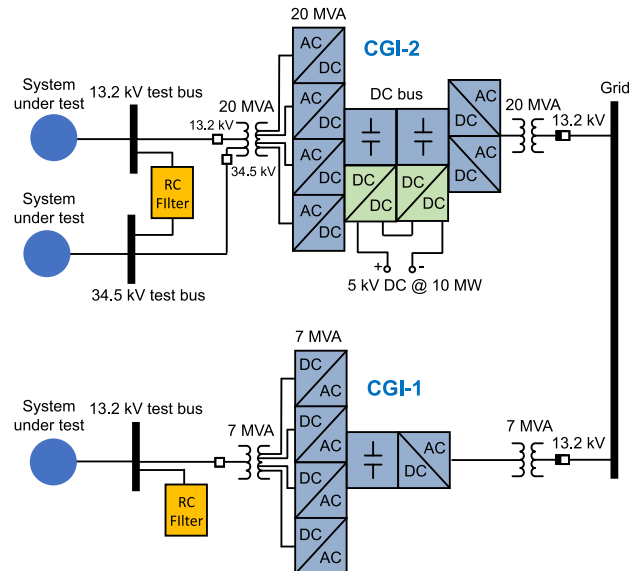 20 MVA
CGI-2
AC
DC
AC
DC
AC
DC
AC
DC
DC bus
AC
DC
AC
DC
DC
DC
DC
DC
+ -
5 kV DC @ 10 MW
System
under test
13.2 kV test bus
20 MVA
13.2 kV
34.5 kV
RC
FIlter
System
under test
34.5 kV test bus
20 MVA
13.2 kV
Grid
7 MVA
CGI-1
DC
AC
DC
AC
DC
AC
DC
AC
AC
DC
System
under test
13.2 kV test bus
7 MVA
RC
FIlter
7 MVA
13.2 kV